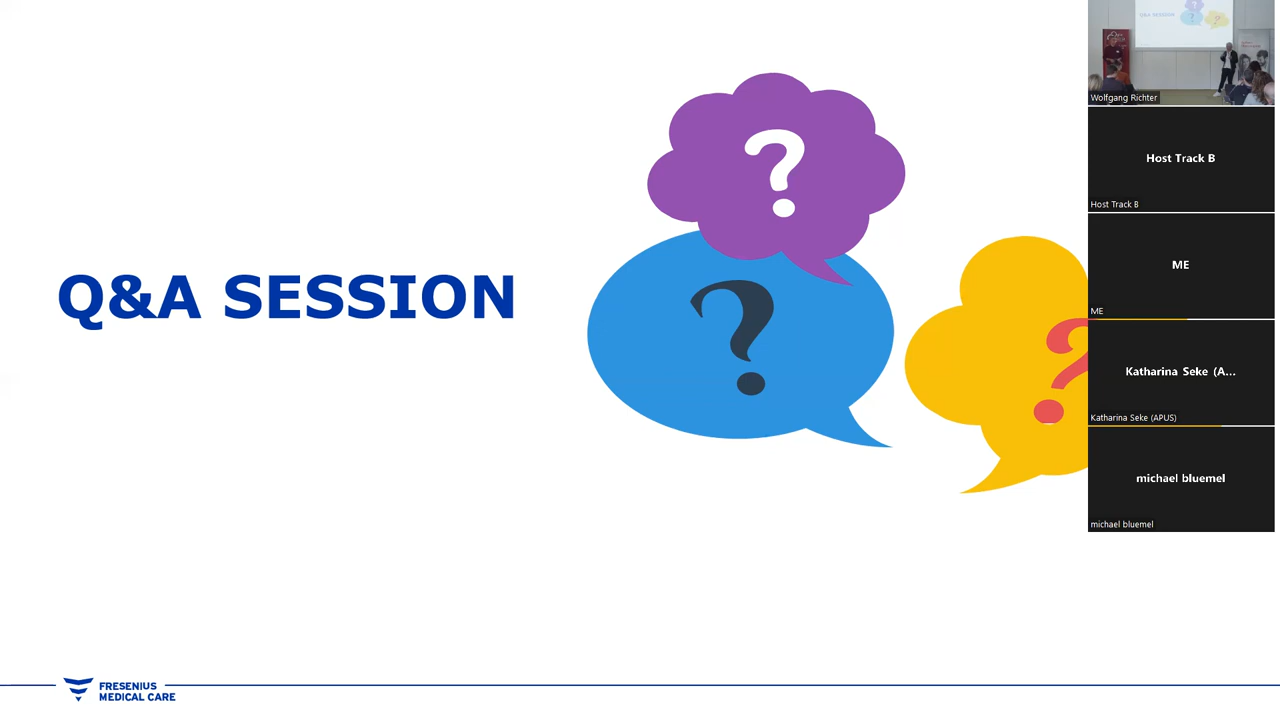 Q&A SESSION
?
?
?
FRESENIUS
MEDICAL CARE
Q&A SESSION
Wolfgang Richter
Host Track B
Host Track B
ME
ME
Katharina Seke (A...
Katharina Seke (APUS)
michael bluemel
michael bluemel